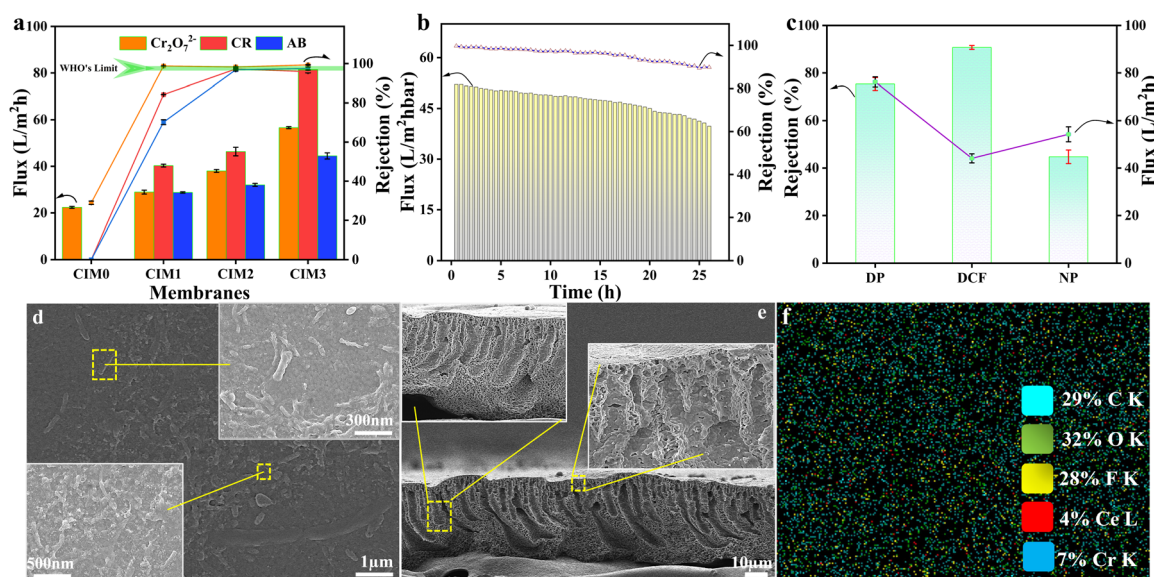 a
Cr₂O₇²⁻ CR AB
WHO's Limit
Flux (L/m²h)
100
80
60
40
20
0
Rejection (%)
100
80
60
40
20
0
CIM0 CIM1 CIM2 CIM3
Membranes
b
Flux (L/m²hbar)
60
45
30
15
0
Rejection (%)
100
80
60
40
20
0
0 5 10 15 20 25
Time (h)
c
Rejection (%)
100
80
60
40
20
0
Flux (L/m²h)
100
80
60
40
20
0
DP DCF NP
d
300nm
500nm
1μm
e
10μm
f
29% C K
32% O K
28% F K
4% Ce L
7% Cr K